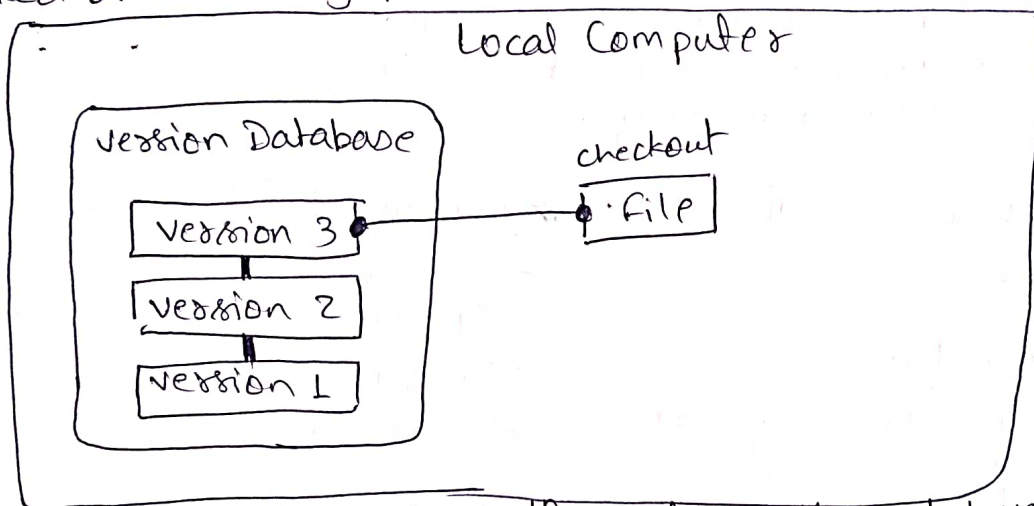 Local Computer
version Database
checkout
file
version 3
version 2
version 1